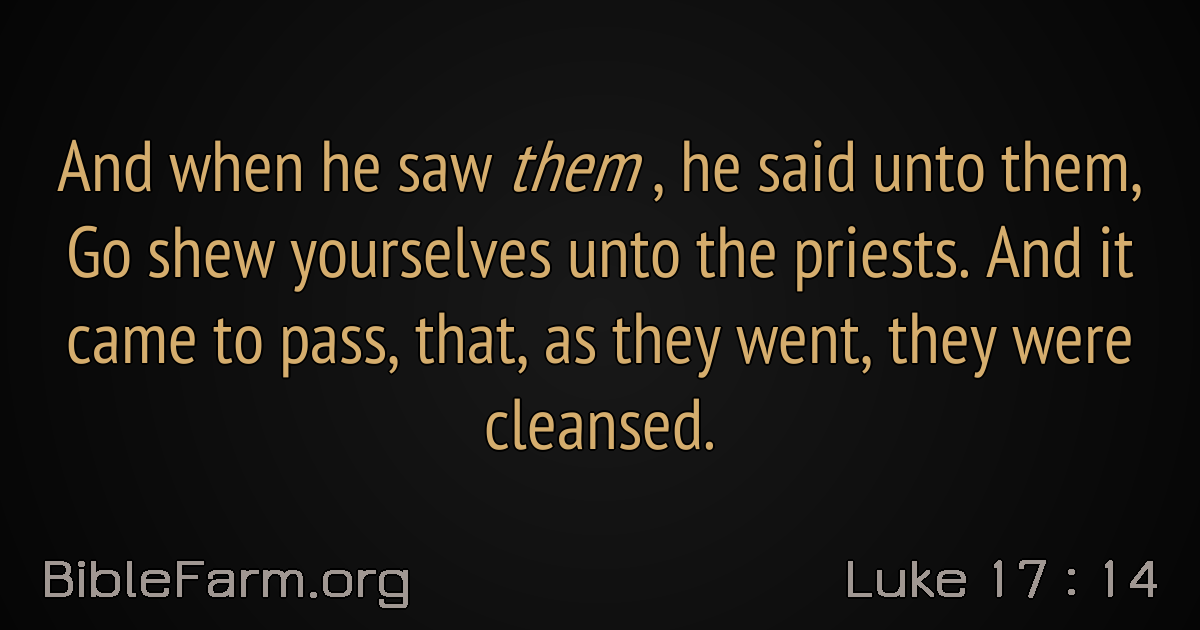 And when he saw them , he said unto them,
Go shew yourselves unto the priests. And it
came to pass, that, as they went, they were
cleansed.
BibleFarm.org
Luke 17 : 14